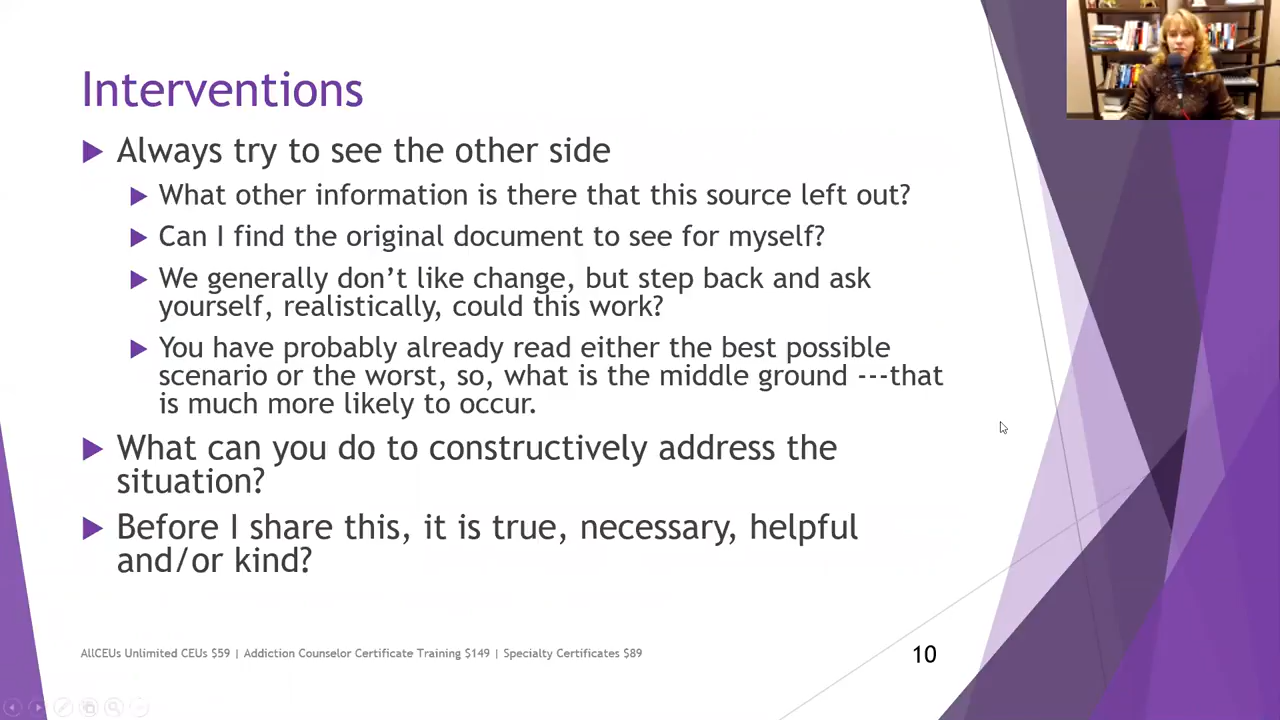 Interventions
Always try to see the other side
What other information is there that this source left out?
Can I find the original document to see for myself?
We generally don't like change, but step back and ask
yourself, realistically, could this work?
You have probably already read either the best possible
scenario or the worst, so, what is the middle ground ---that
is much more likely to occur.
What can you do to constructively address the
situation?
Before I share this, it is true, necessary, helpful
and/or kind?
AllCEUs Unlimited CEUs $59 | Addiction Counselor Certificate Training $149 | Specialty Certificates $89
10